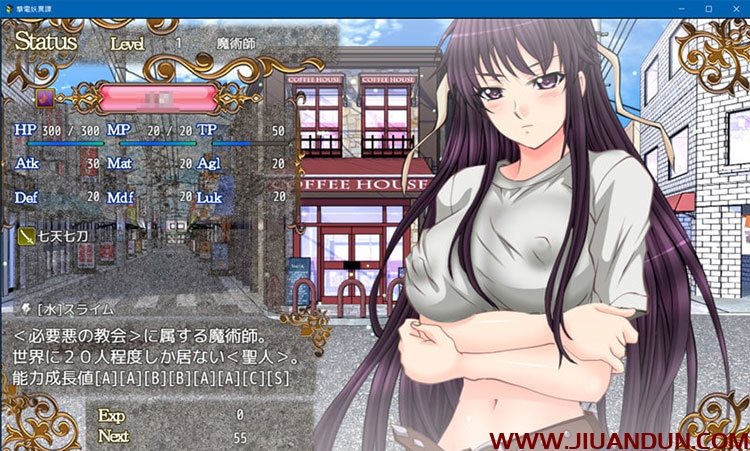 撃電妖異譚
Status Level 1 魔術師
HP 300 / 300 MP 20 / 20 TP 50
Atk 30 Mat 20 Agl 20
Def 20 Mdf 20 Luk 20
七天七刀
[水]スライム
＜必要悪の教会＞に属する魔術師。
世界に２０人程度しか居ない＜聖人＞。
能力成長値[A][A][B][B][A][A][C][S]
Exp 0
Next 55
COFFEE HOUSE COFFEE HOUSE
COFFEE HOUSE
WWW.JIUANDUN.COM